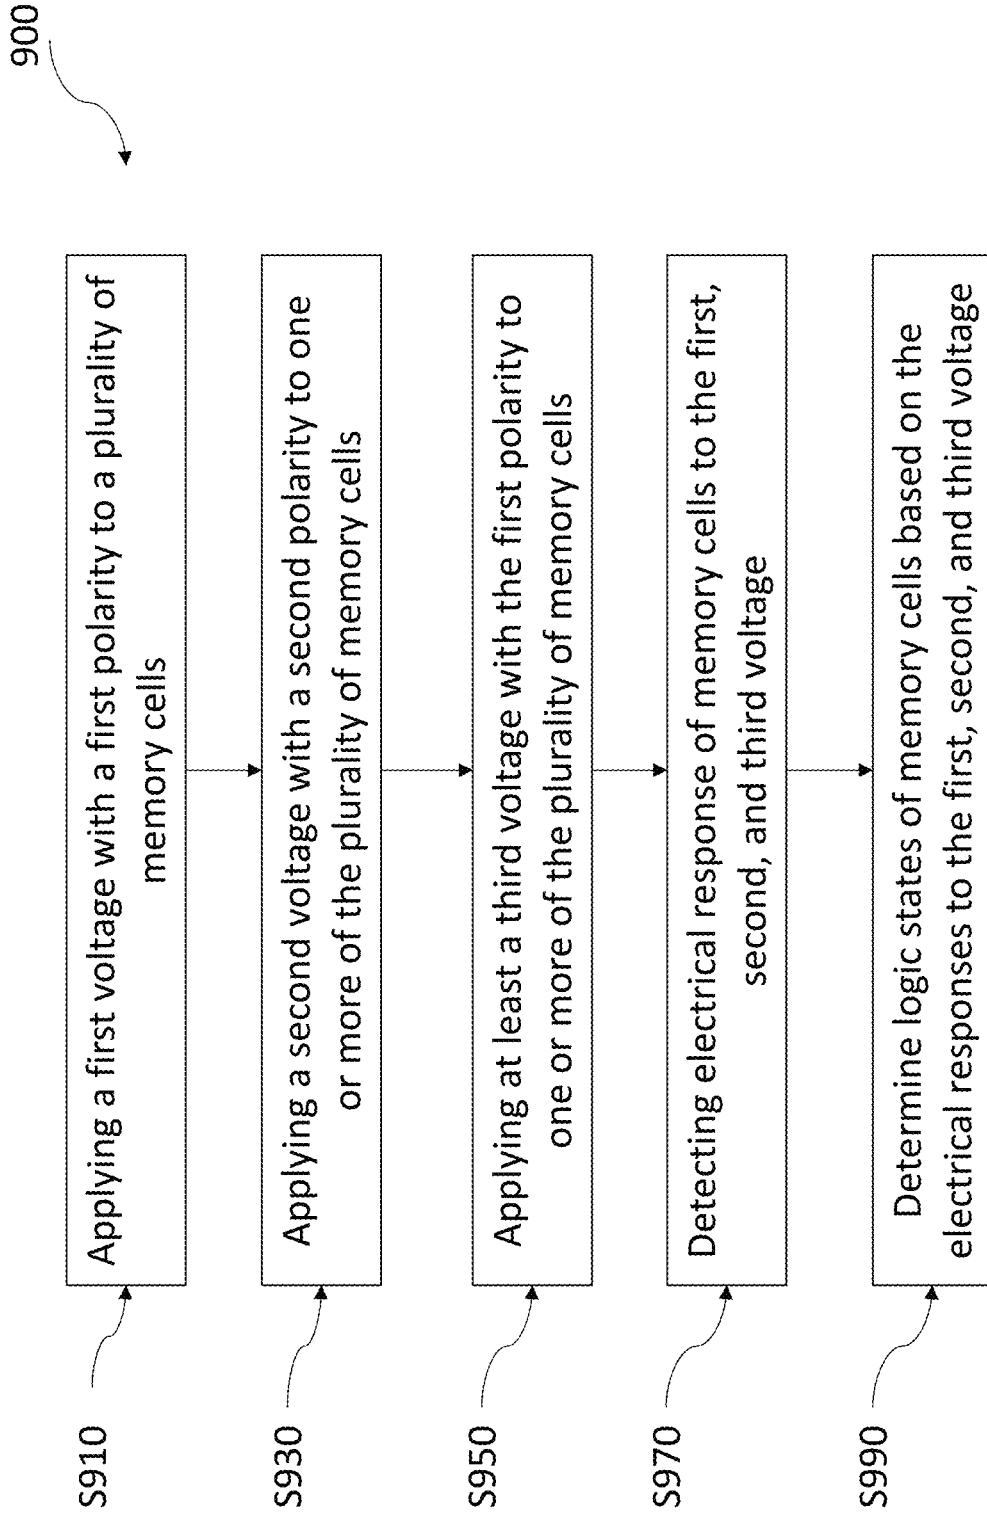 900
S910
Applying a first voltage with a first polarity to a plurality of
memory cells
S930
Applying a second voltage with a second polarity to one
or more of the plurality of memory cells
S950
Applying at least a third voltage with the first polarity to
one or more of the plurality of memory cells
S970
Detecting electrical response of memory cells to the first,
second, and third voltage
S990
Determine logic states of memory cells based on the
electrical responses to the first, second, and third voltage